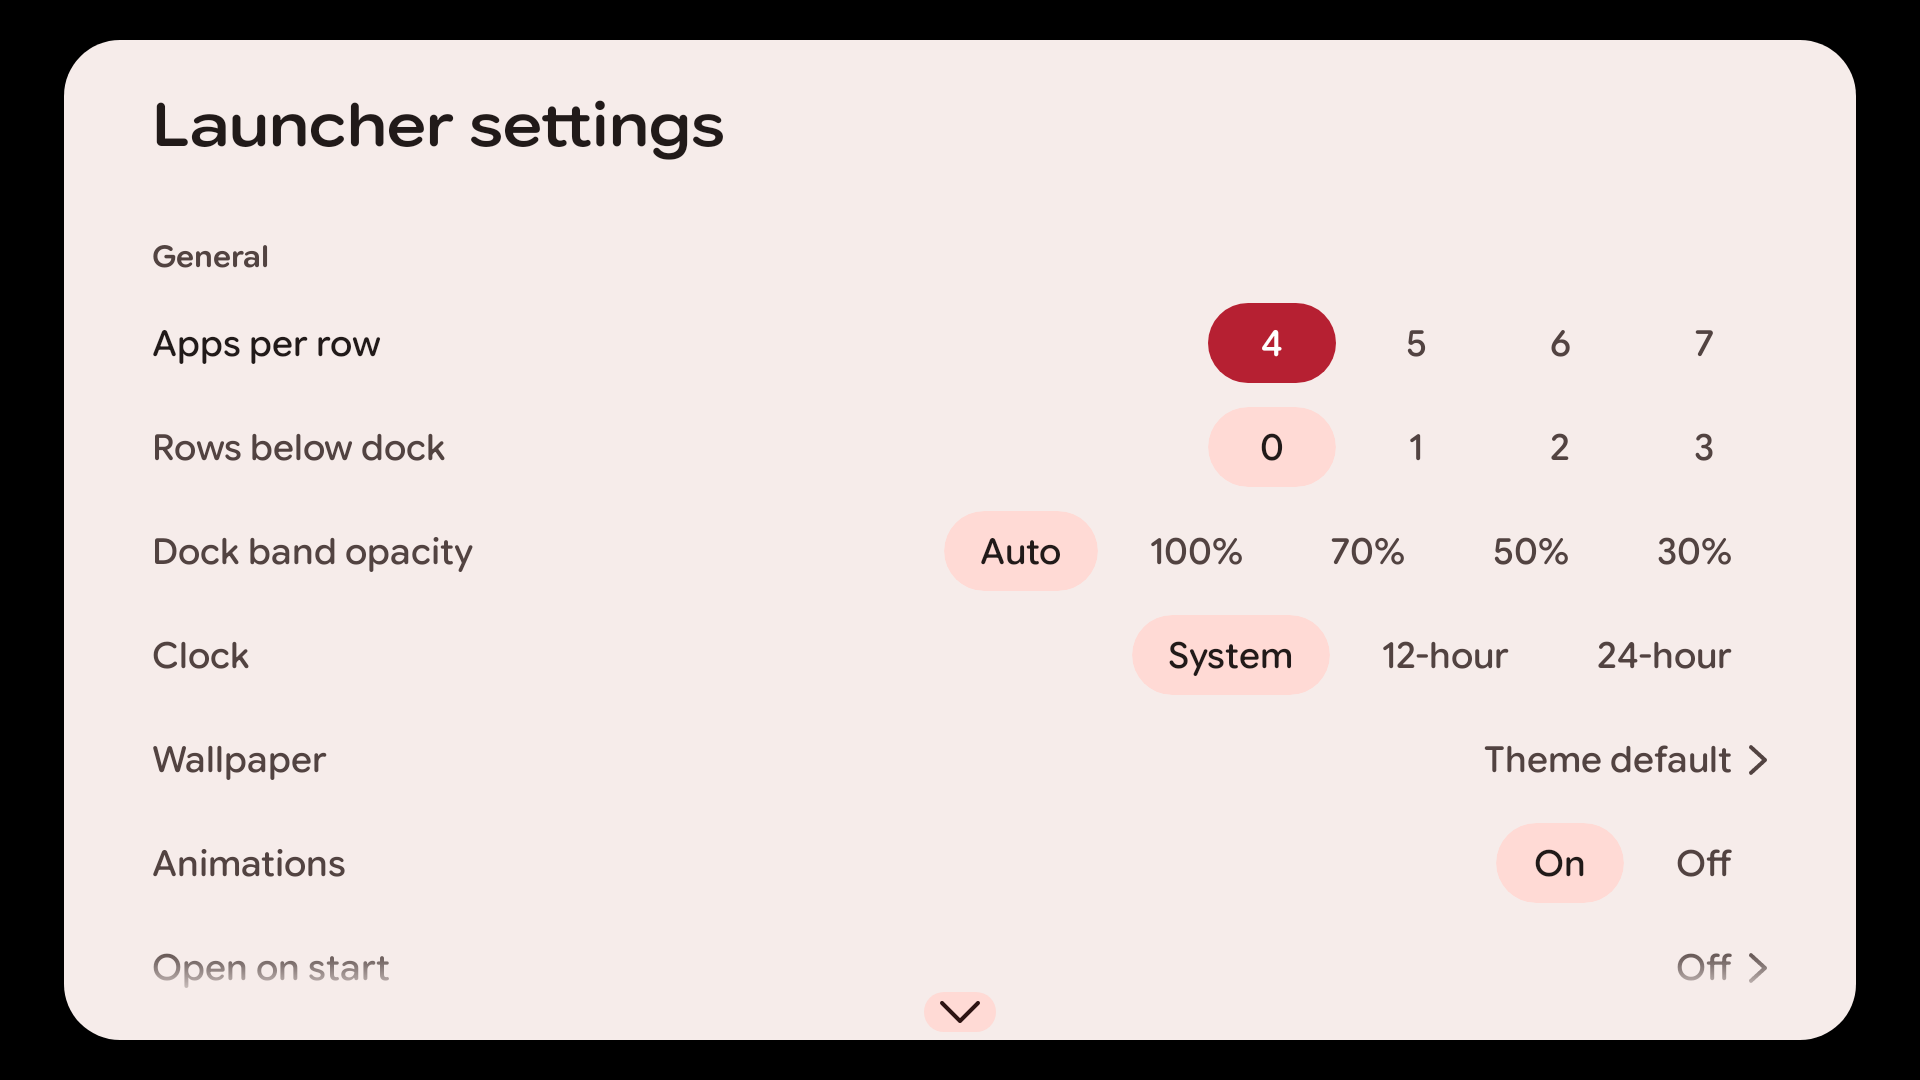 Launcher settings
General
Apps per row 4 5 6 7
Rows below dock 0 1 2 3
Dock band opacity Auto 100% 70% 50% 30%
Clock System 12-hour 24-hour
Wallpaper Theme default
Animations On Off
Open on start Off